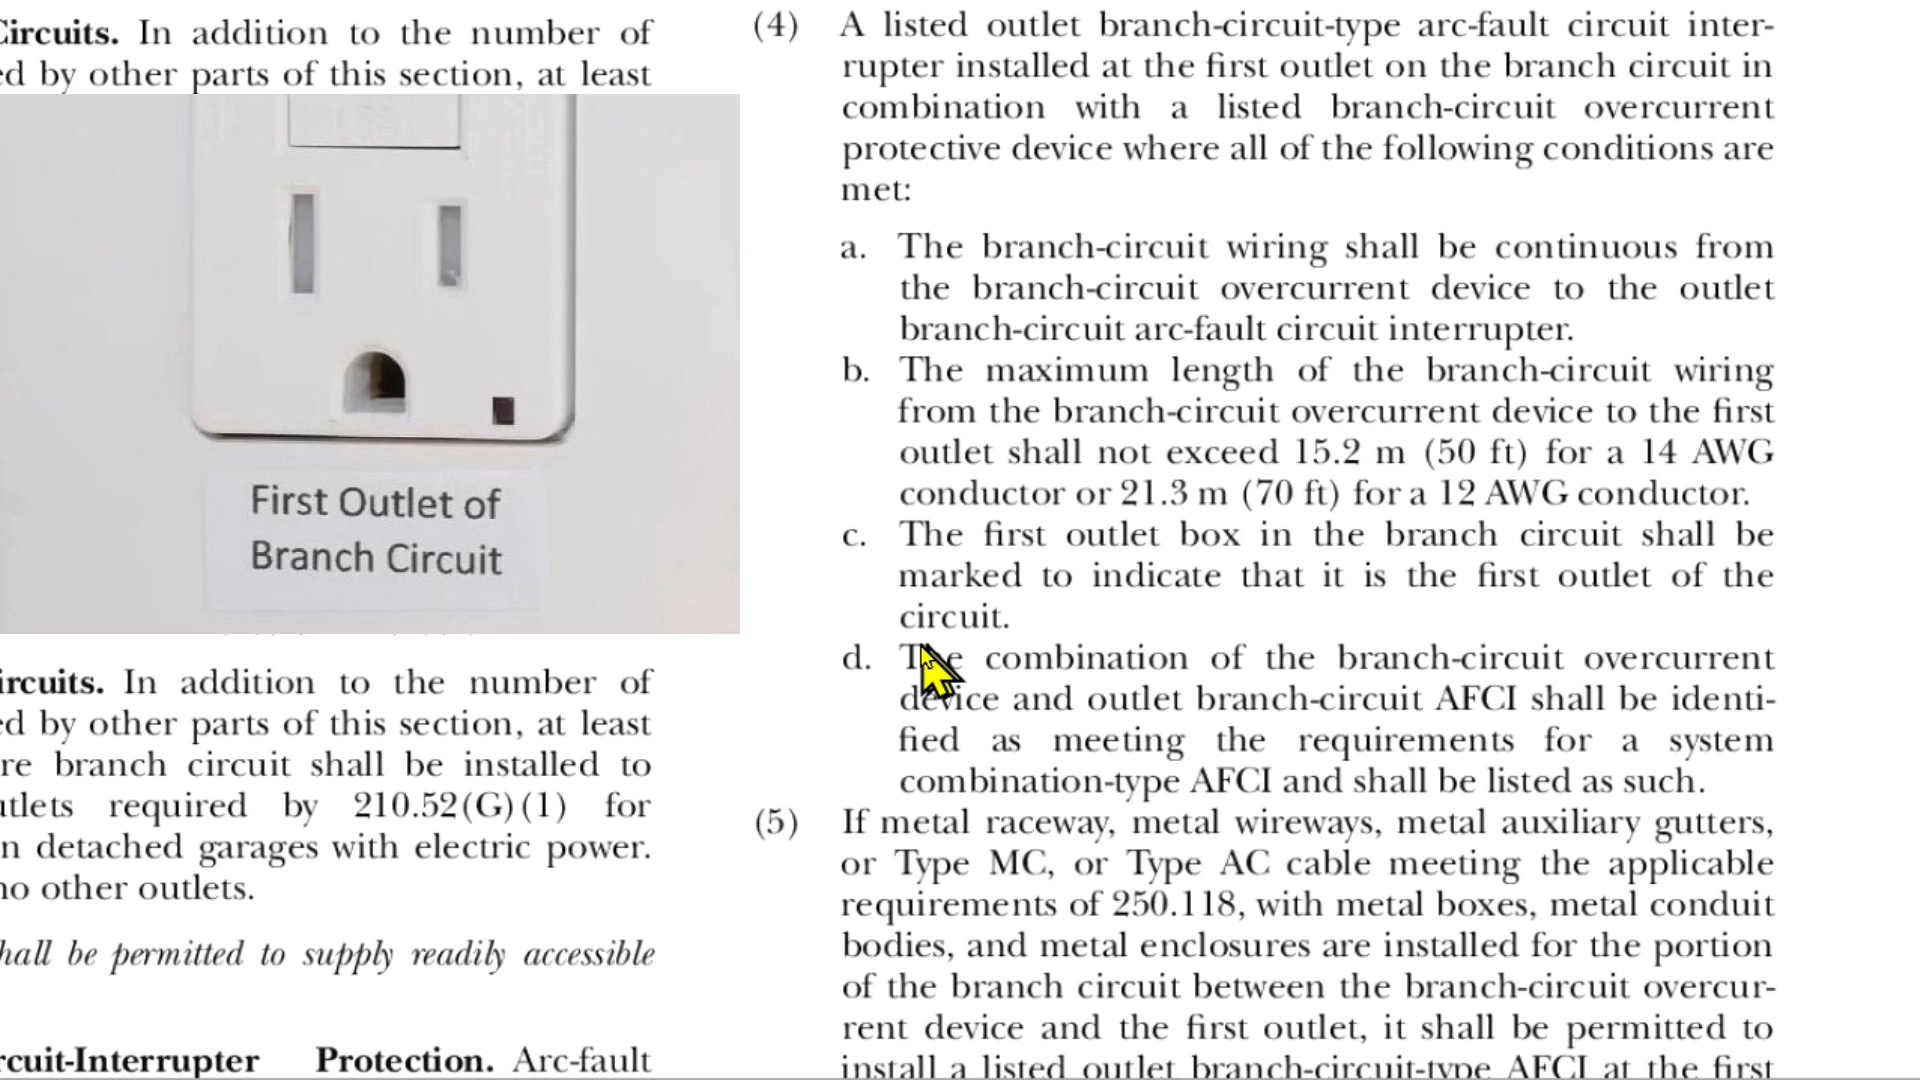 Circuits. In addition to the number of
ed by other parts of this section, at least
First Outlet of
Branch Circuit
ircuits. In addition to the number of
ed by other parts of this section, at least
re branch circuit shall be installed to
utlets required by 210.52(G)(1) for
n detached garages with electric power.
no other outlets.
hall be permitted to supply readily accessible
rcuit-Interrupter Protection. Arc-fault
(4) A listed outlet branch-circuit-type arc-fault circuit inter-
rupter installed at the first outlet on the branch circuit in
combination with a listed branch-circuit overcurrent
protective device where all of the following conditions are
met:
a. The branch-circuit wiring shall be continuous from
the branch-circuit overcurrent device to the outlet
branch-circuit arc-fault circuit interrupter.
b. The maximum length of the branch-circuit wiring
from the branch-circuit overcurrent device to the first
outlet shall not exceed 15.2 m (50 ft) for a 14 AWG
conductor or 21.3 m (70 ft) for a 12 AWG conductor.
c. The first outlet box in the branch circuit shall be
marked to indicate that it is the first outlet of the
circuit.
d. The combination of the branch-circuit overcurrent
device and outlet branch-circuit AFCI shall be identi-
fied as meeting the requirements for a system
combination-type AFCI and shall be listed as such.
(5) If metal raceway, metal wireways, metal auxiliary gutters,
or Type MC, or Type AC cable meeting the applicable
requirements of 250.118, with metal boxes, metal conduit
bodies, and metal enclosures are installed for the portion
of the branch circuit between the branch-circuit overcur-
rent device and the first outlet, it shall be permitted to
install a listed outlet branch-circuit-type AFCI at the first